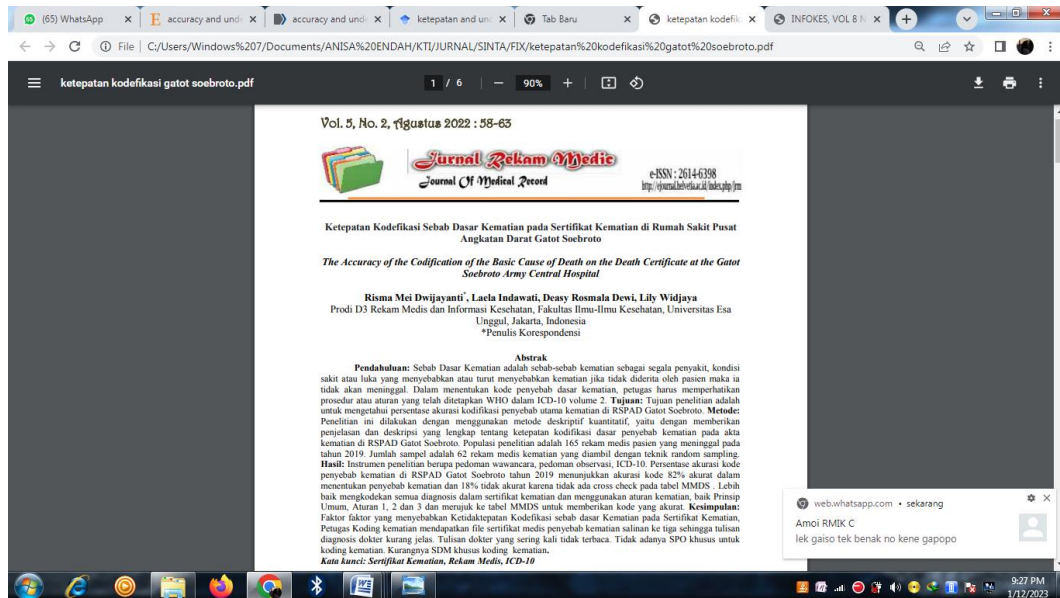 (65) WhatsApp
accuracy and unde
accuracy and unde
ketepatan and un
Tab Baru
ketepatan kodefik
INFOKES, VOL 8 N
File | C:/Users/Windows%207/Documents/ANISA%20ENDAH/KTI/JURNAL/SINTA/FIX/ketepatan%20kodefikasi%20gatot%20soebroto.pdf
ketepatan kodefikasi gatot soebroto.pdf
1 / 6
90%
Vol. 5, No. 2, Agustus 2022 : 58-63
Jurnal Rekam Medic
Journal Of Medical Record
e-ISSN : 2614-6398
http://ejournal.helvetia.ac.id/index.php/jrm
Ketepatan Kodefikasi Sebab Dasar Kematian pada Sertifikat Kematian di Rumah Sakit Pusat
Angkatan Darat Gatot Soebroto
The Accuracy of the Codification of the Basic Cause of Death on the Death Certificate at the Gatot
Soebroto Army Central Hospital
Risma Mei Dwijayanti*, Laela Indawati, Deasy Rosmala Dewi, Lily Widjaya
Prodi D3 Rekam Medis dan Informasi Kesehatan, Fakultas Ilmu-Ilmu Kesehatan, Universitas Esa
Unggul, Jakarta, Indonesia
*Penulis Korespondensi
Abstrak
Pendahuluan: Sebab Dasar Kematian adalah sebab-sebab kematian sebagai segala penyakit, kondisi
sakit atau luka yang menyebabkan atau turut menyebabkan kematian jika tidak diderita oleh pasien maka ia
tidak akan meninggal. Dalam menentukan kode penyebab dasar kematian, petugas harus memperhatikan
prosedur atau aturan yang telah ditetapkan WHO dalam ICD-10 volume 2. Tujuan: Tujuan penelitian adalah
untuk mengetahui persentase akurasi kodifikasi penyebab utama kematian di RSPAD Gatot Soebroto. Metode:
Penelitian ini dilakukan dengan menggunakan metode deskriptif kuantitatif, yaitu dengan memberikan
penjelasan dan deskripsi yang lengkap tentang ketepatan kodifikasi dasar penyebab kematian pada akta
kematian di RSPAD Gatot Soebroto. Populasi penelitian adalah 165 rekam medis pasien yang meninggal pada
tahun 2019. Jumlah sampel adalah 62 rekam medis kematian yang diambil dengan teknik random sampling.
Hasil: Instrumen penelitian berupa pedoman wawancara, pedoman observasi, ICD-10. Persentase akurasi kode
penyebab kematian di RSPAD Gatot Soebroto tahun 2019 menunjukkan akurasi kode 82% akurat dalam
menentukan penyebab kematian dan 18% tidak akurat karena tidak ada cross check pada tabel MMDS . Lebih
baik mengkodekan semua diagnosis dalam sertifikat kematian dan menggunakan aturan kematian, baik Prinsip
Umum, Aturan 1, 2 dan 3 dan merujuk ke tabel MMDS untuk memberikan kode yang akurat. Kesimpulan:
Faktor faktor yang menyebabkan Ketidaktepatan Kodefikasi sebab dasar Kematian pada Sertifikat Kematian,
Petugas Koding kematian mendapatkan file sertifikat medis penyebab kematian salinan ke tiga sehingga tulisan
diagnosis dokter kurang jelas. Tulisan dokter yang sering kali tidak terbaca. Tidak adanya SPO khusus untuk
koding kematian. Kurangnya SDM khusus koding kematian.
Kata kunci: Sertifikat Kematian, Rekam Medis, ICD-10
web.whatsapp.com • sekarang
Amoi RMIK C
lek gaiso tek benak no kene gapopo
9:27 PM
1/12/2023